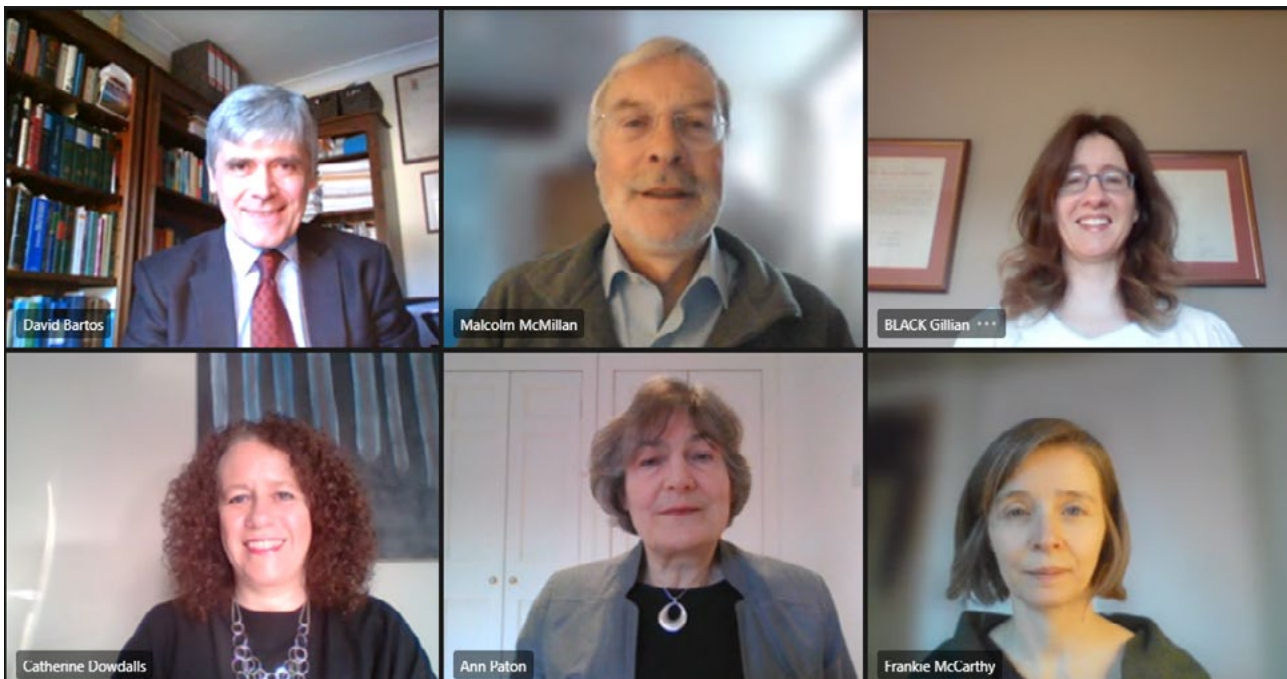 David Bartos
Malcolm McMillan
BLACK Gillian
Catherine Dowdalls
Ann Paton
Frankie McCarthy